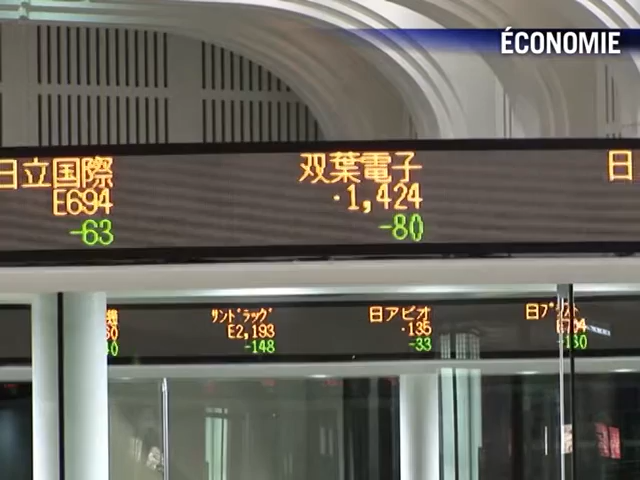 ÉCONOMIE
日立国際 双葉電子 日
E694 ·1,424
-63 -80
サンドラッグ 日アビオ
E2,193 ·135
-148 -33